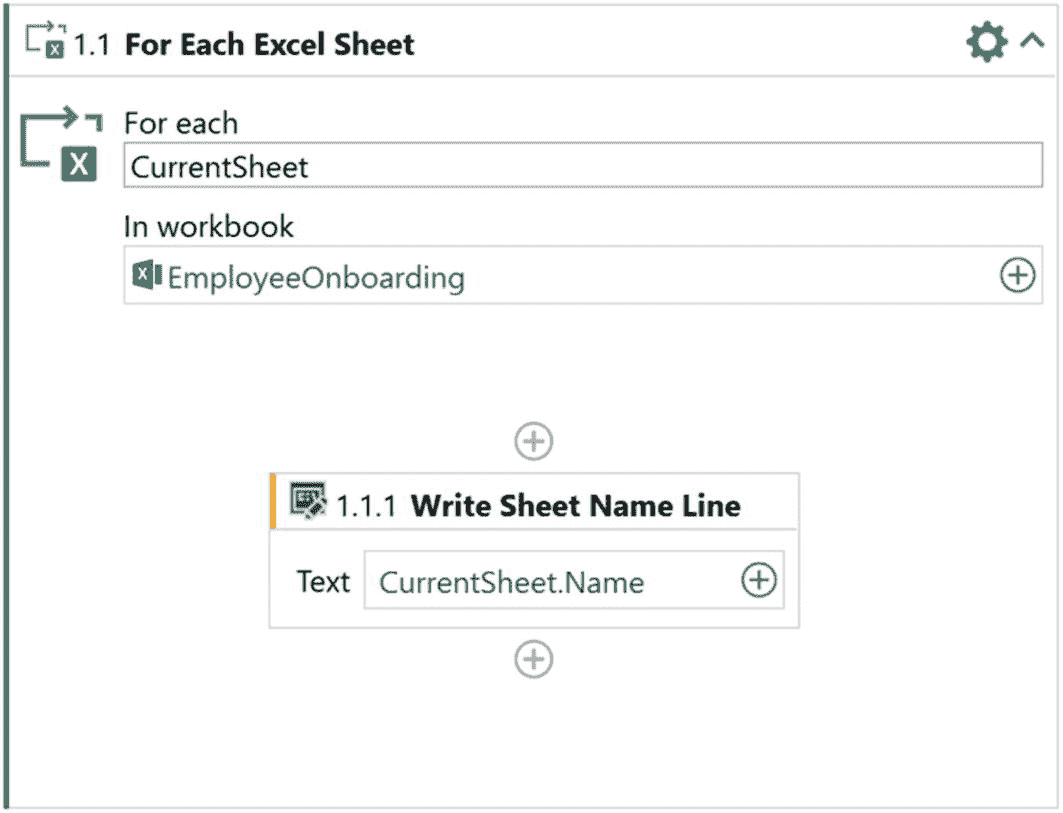 1.1 For Each Excel Sheet
For each
X
CurrentSheet
In workbook
EmployeeOnboarding
1.1.1 Write Sheet Name Line
Text CurrentSheet.Name